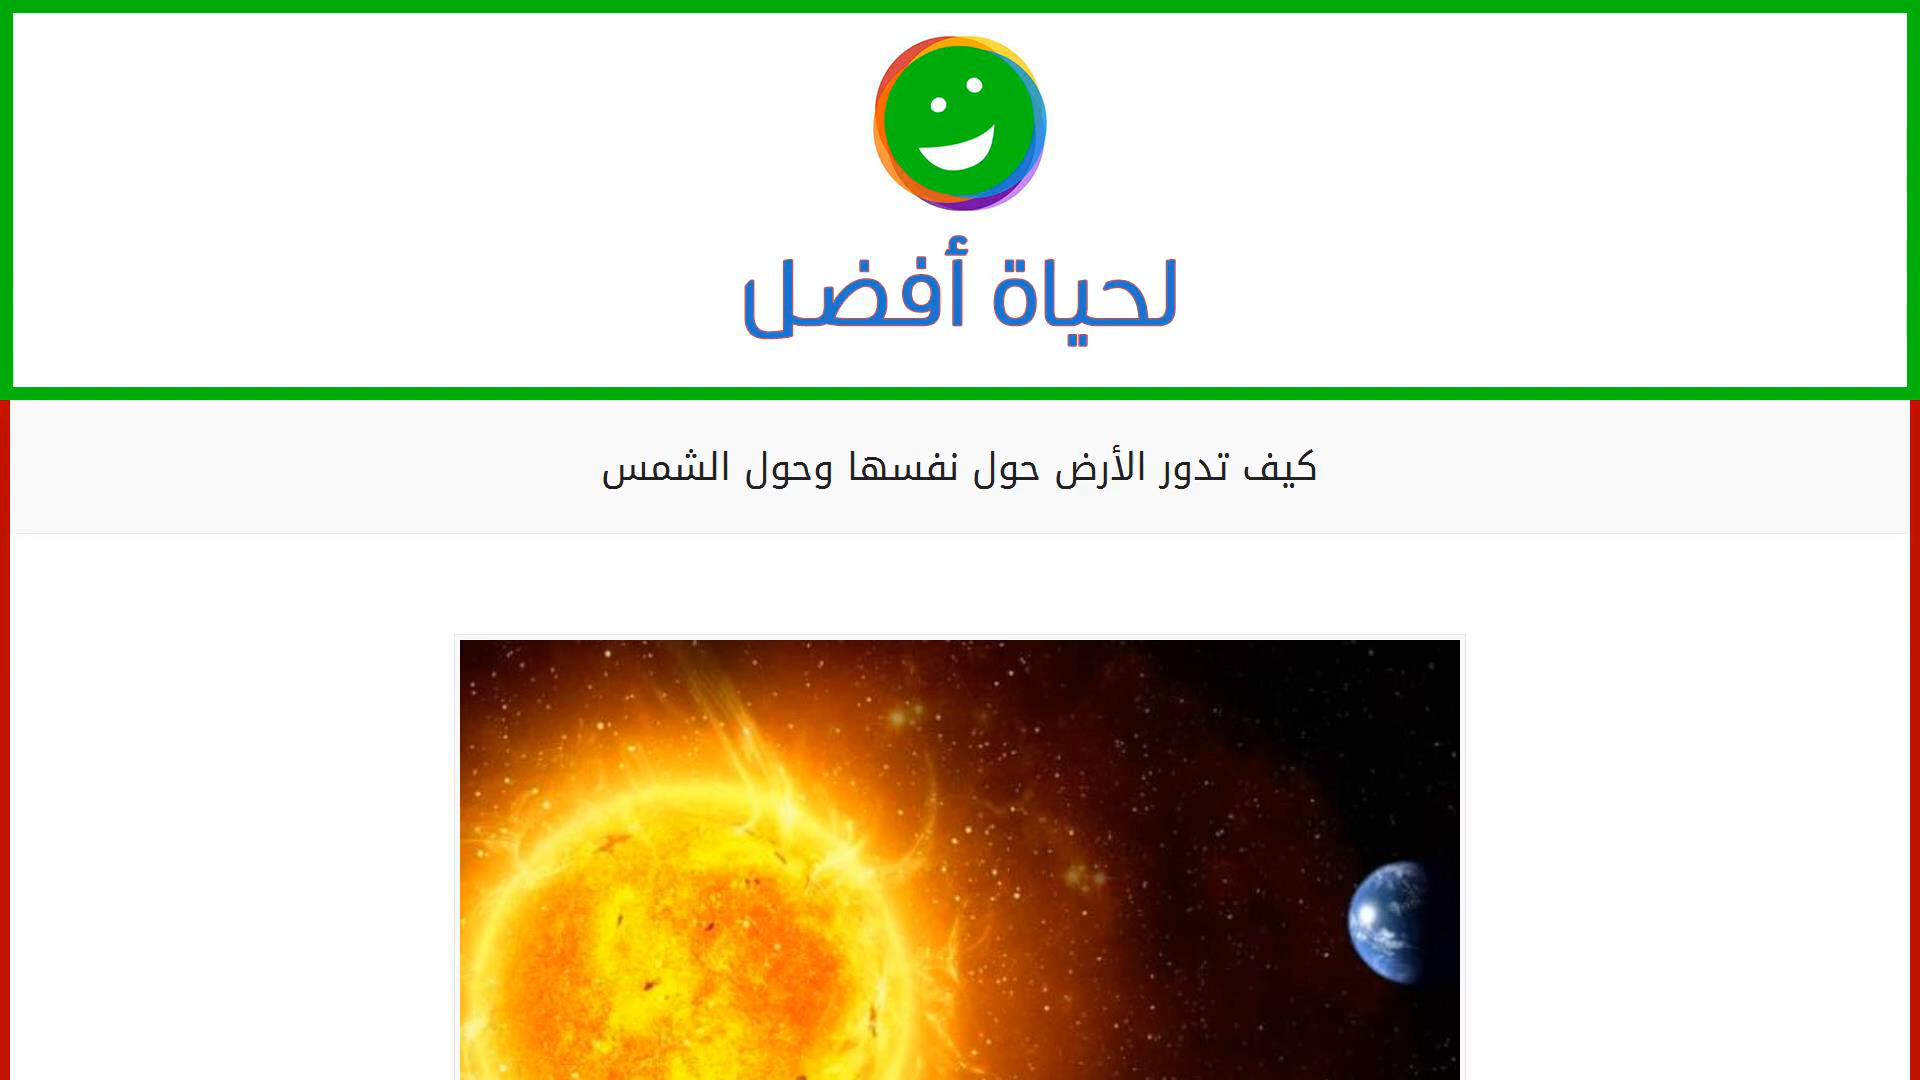 لحياة أفضل
كيف تدور الأرض حول نفسها وحول الشمس